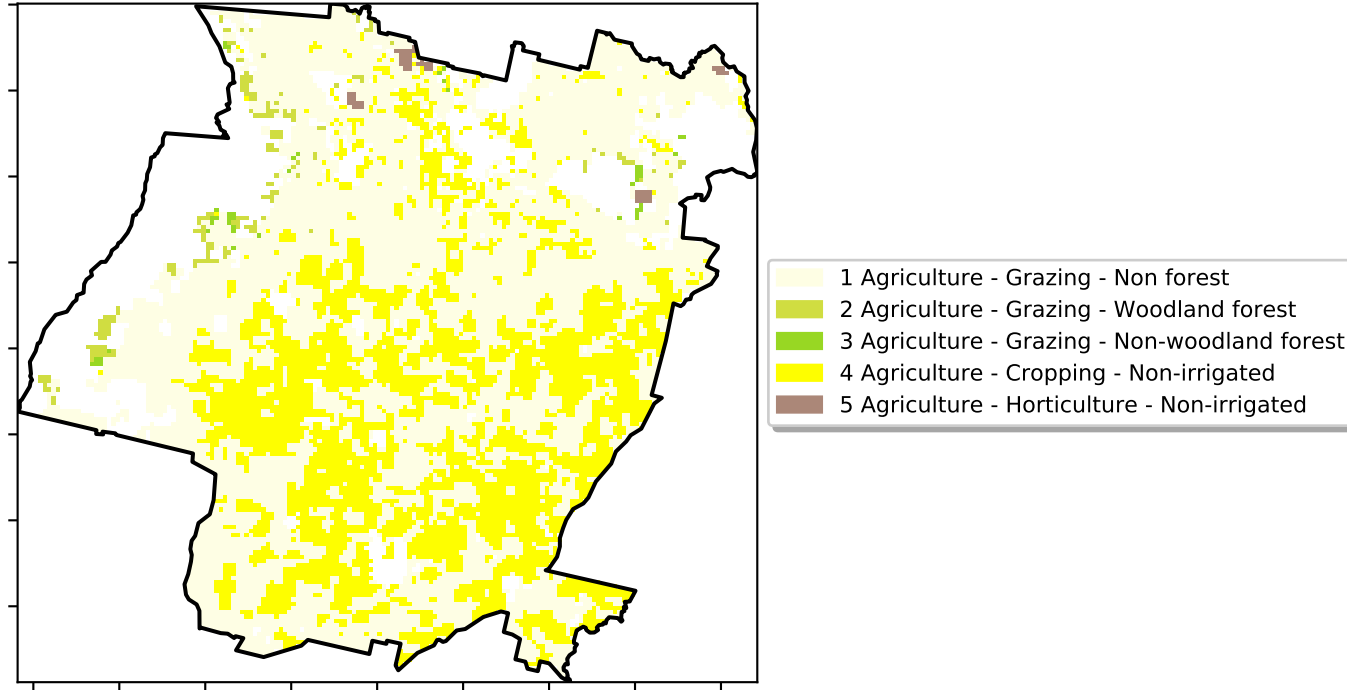 1 Agriculture - Grazing - Non forest
2 Agriculture - Grazing - Woodland forest
3 Agriculture - Grazing - Non-woodland forest
4 Agriculture - Cropping - Non-irrigated
5 Agriculture - Horticulture - Non-irrigated